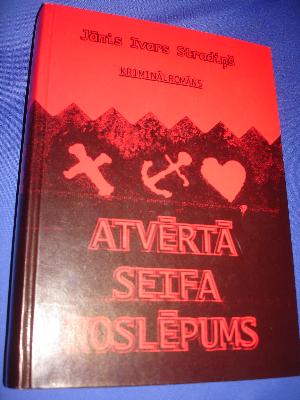 Jānis Ivars Stradiņš
KRIMINĀLROMĀNS
ATVĒRTĀ
SEIFA
NOSLĒPUMS